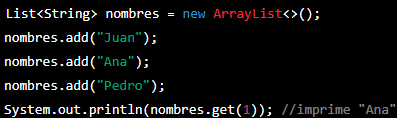 List<String> nombres = new ArrayList<>();
nombres.add("Juan");
nombres.add("Ana");
nombres.add("Pedro");
System.out.println(nombres.get(1)); //imprime "Ana"